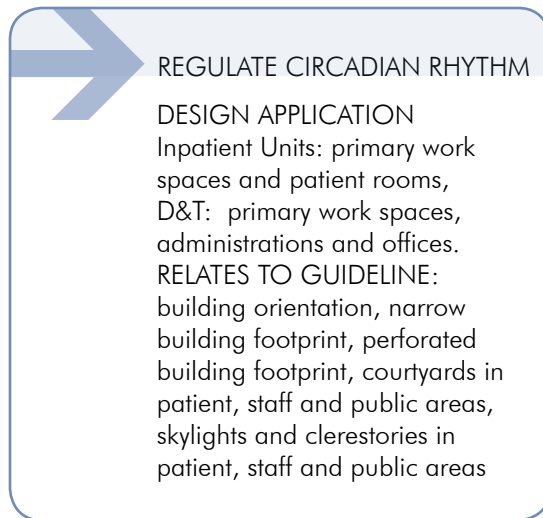 REGULATE CIRCADIAN RHYTHM
DESIGN APPLICATION
Inpatient Units: primary work
spaces and patient rooms,
D&T:  primary work spaces,
administrations and offices.
RELATES TO GUIDELINE:
building orientation, narrow
building footprint, perforated
building footprint, courtyards in
patient, staff and public areas,
skylights and clerestories in
patient, staff and public areas